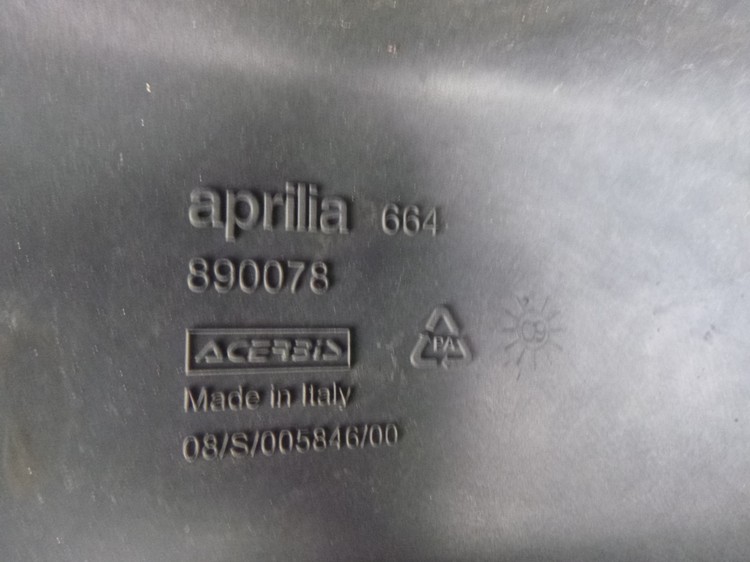 aprilia 664
890078
ACERBIS
PA
Made in Italy
08/S/005846/00